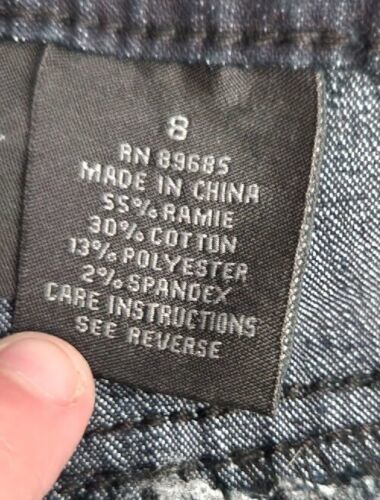 8
RN 89685
MADE IN CHINA
55% RAMIE
30% COTTON
13% POLYESTER
2% SPANDEX
CARE INSTRUCTIONS
SEE REVERSE